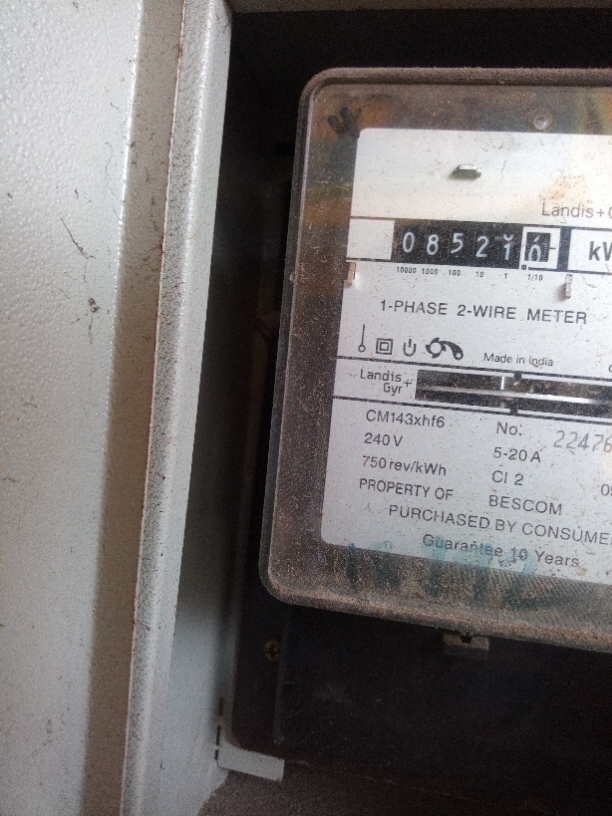 Landis+G
085210 kW
10000 1000 100 10 1 1/10
1-PHASE 2-WIRE METER
Made in India
Landis+
Gyr
CM143xhf6 No. 22476
240 V 5-20 A
750 rev/kWh Cl 2 09
PROPERTY OF BESCOM
PURCHASED BY CONSUME
Guarantee 10 Years